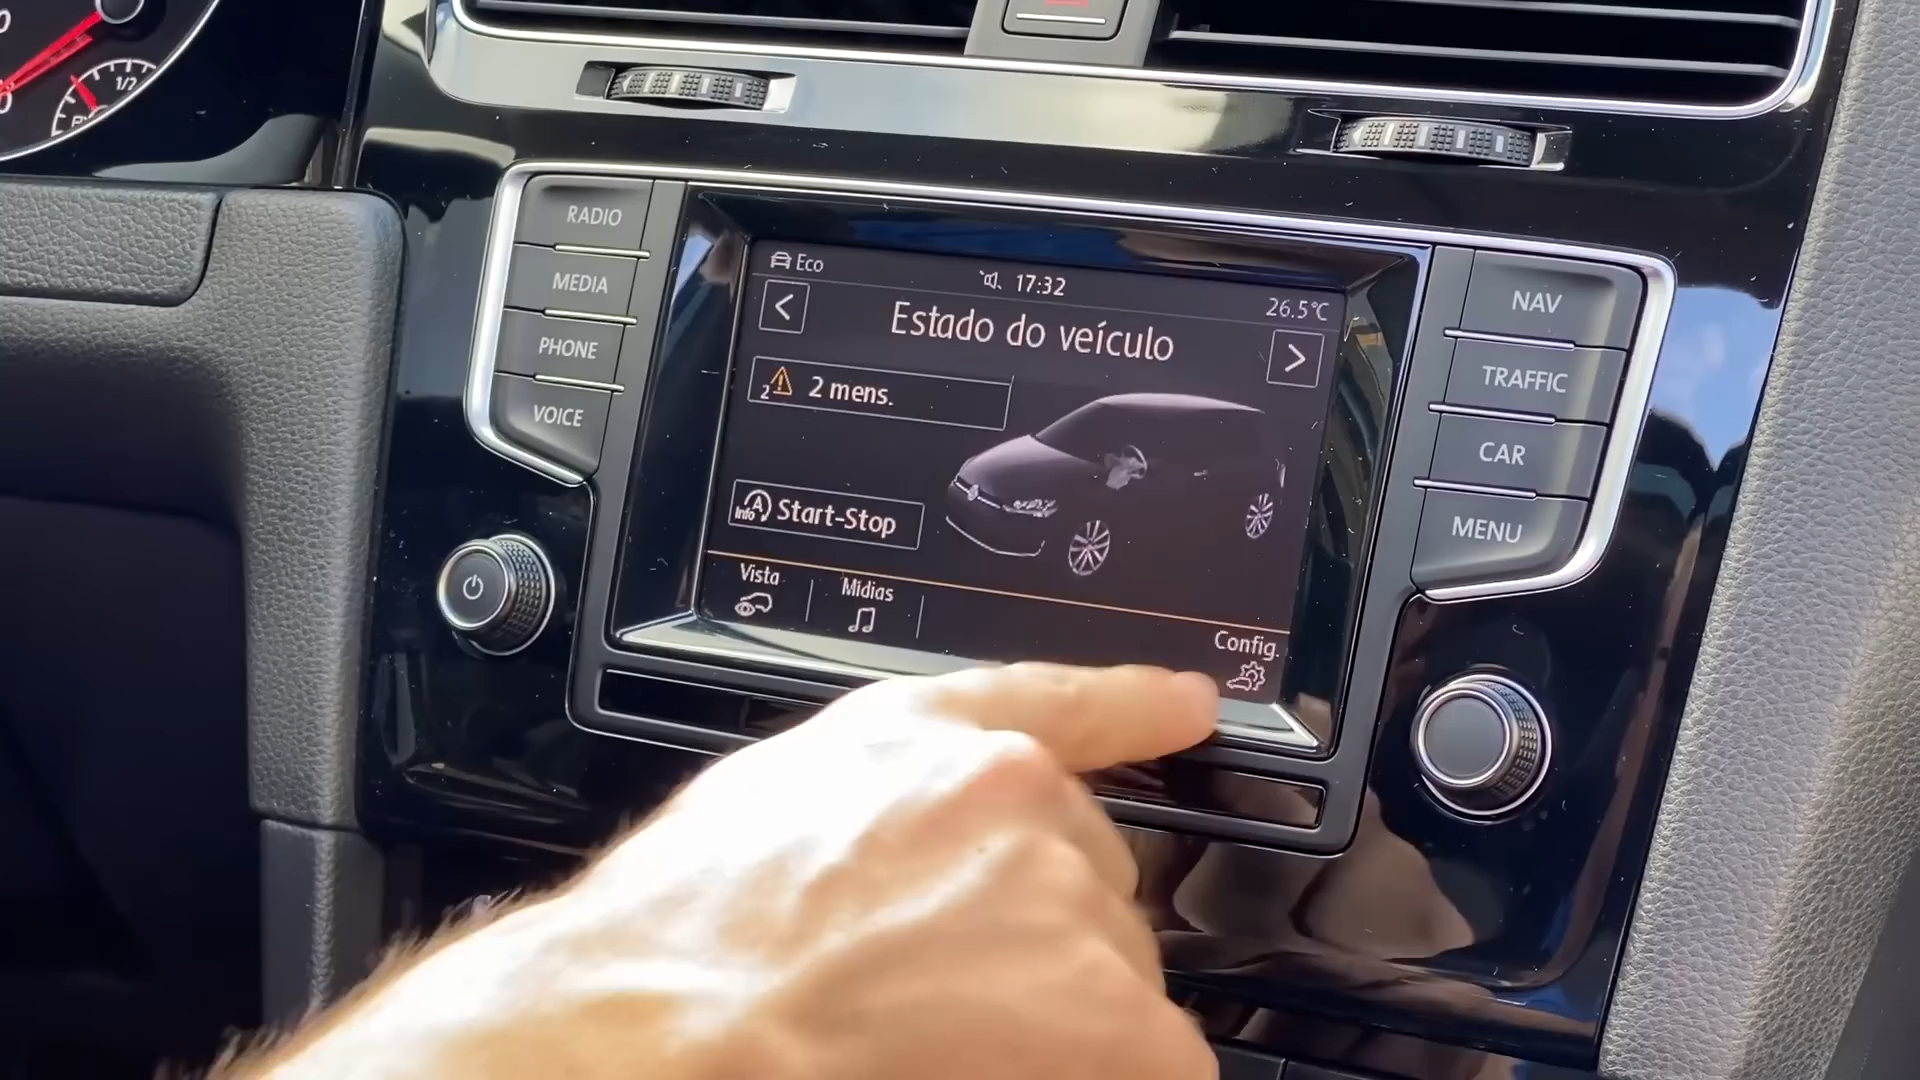 1/2
RADIO
MEDIA
PHONE
VOICE
Eco
17:32
26.5°C
Estado do veículo
2 2 mens.
A Info Start-Stop
Vista
Mídias
Config.
NAV
TRAFFIC
CAR
MENU